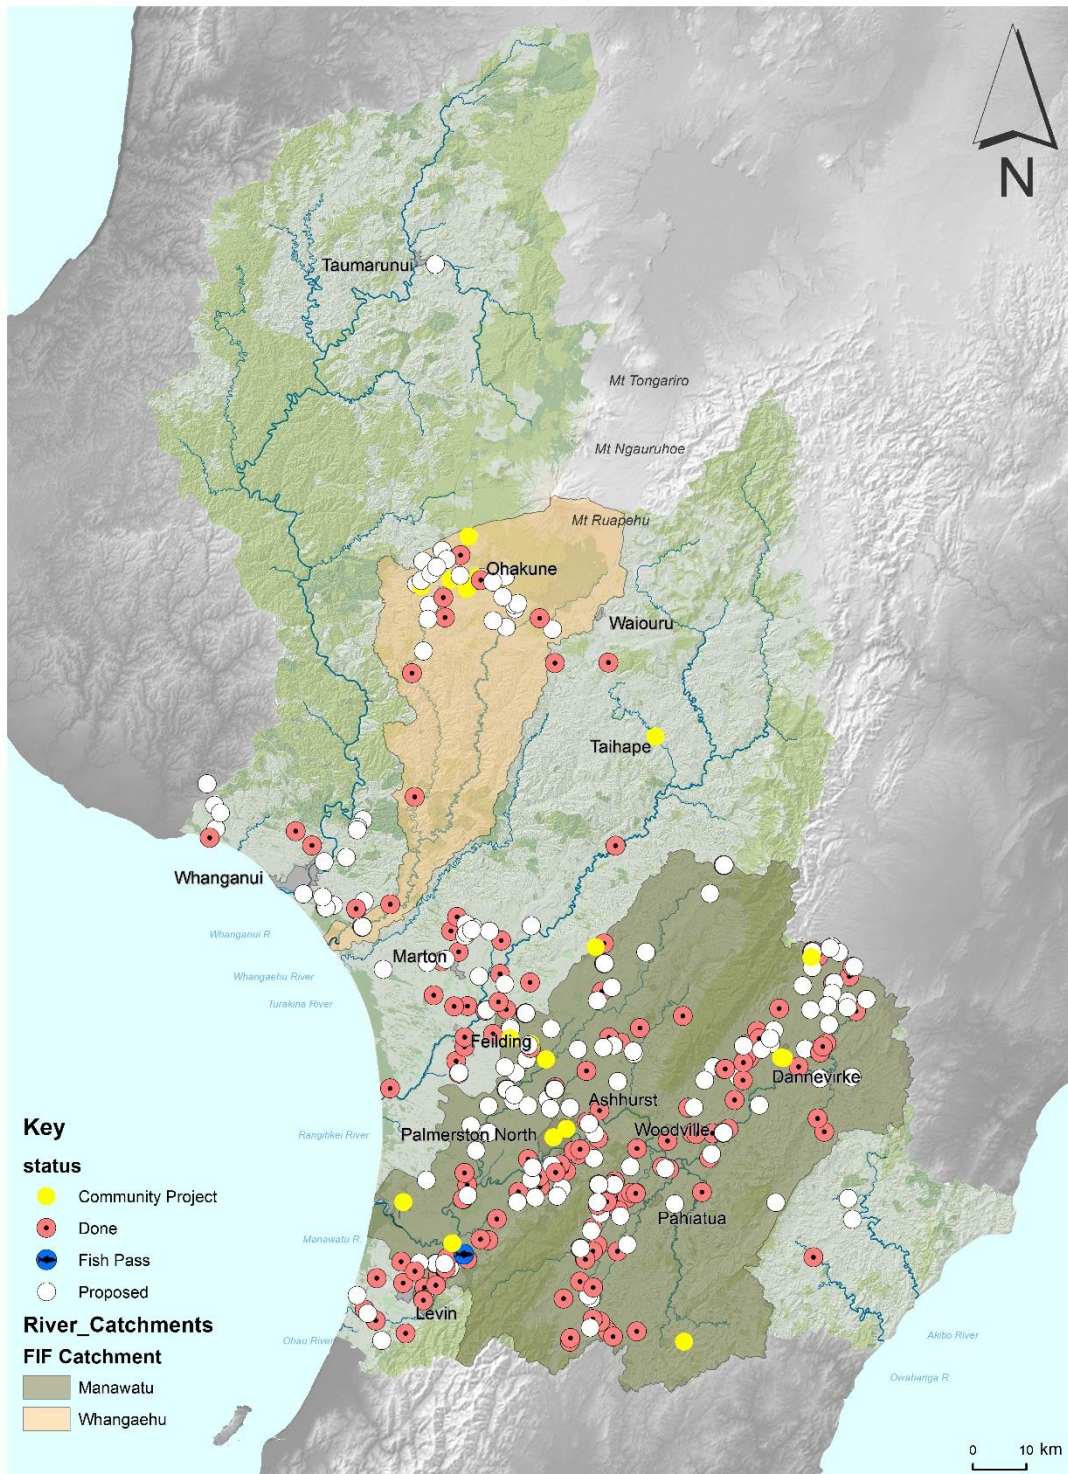 N
Taumarunui
Mt Tongariro
Mt Ngauruhoe
Mt Ruapehu
Ohakune
Waiouru
Taihape
Whanganui
Whanganui R.
Marton
Whangaehu River
Turakina River
Feilding
Dannevirke
Ashhurst
Rangitikei River
Palmerston North
Woodville
Pahiatua
Manawatu R.
Levin
Ohau River
Akitio River
Owahanga R.
Key
status
Community Project
Done
Fish Pass
Proposed
River_Catchments
FIF Catchment
Manawatu
Whangaehu
0 10 km